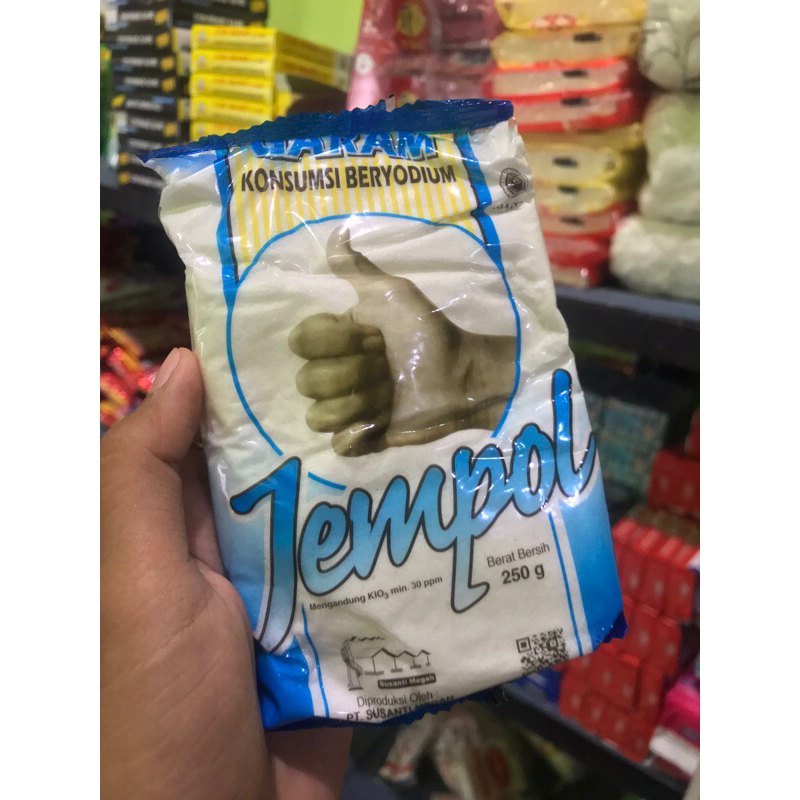 GARAM
KONSUMSI BERYODIUM
Jempol
Mengandung KIO3 min. 30 ppm
Berat Bersih
250 g
Susanti Megah
Diproduksi Oleh :
PT. SUSANTI